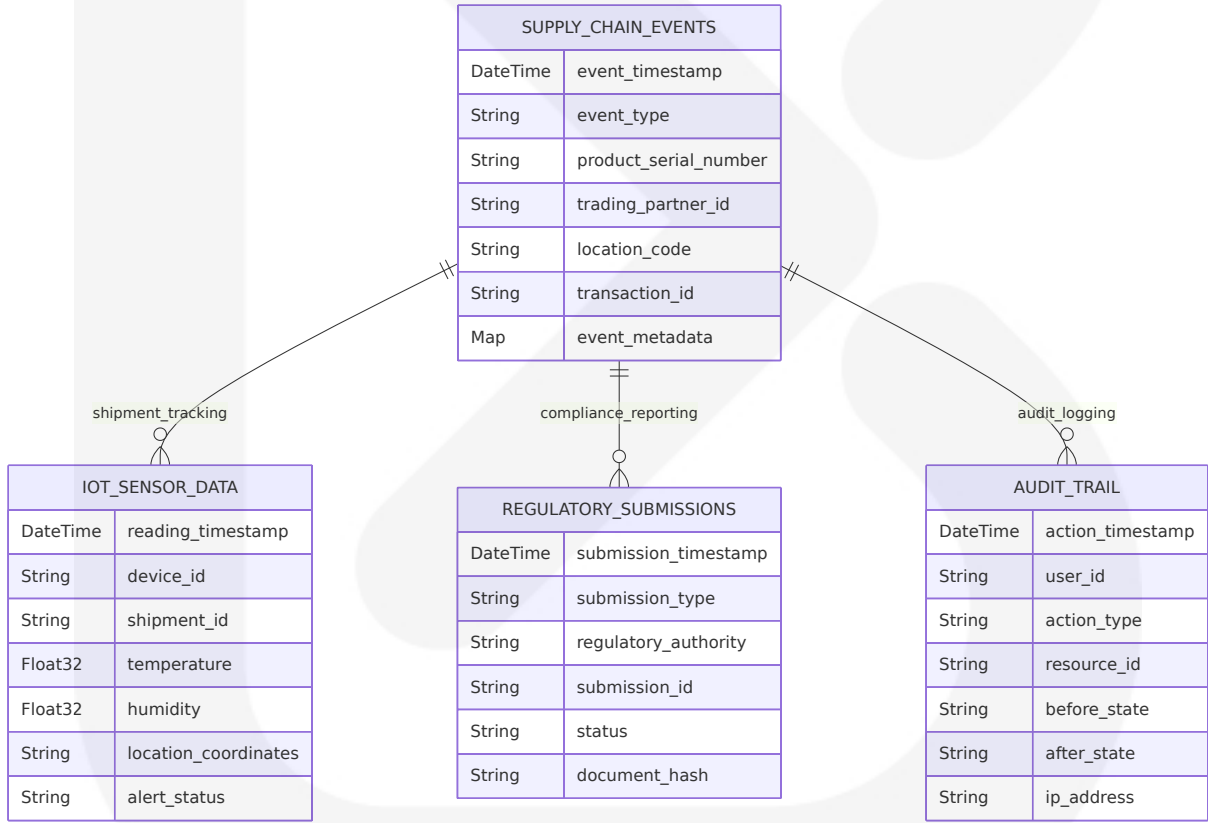 SUPPLY_CHAIN_EVENTS
DateTime event_timestamp
String event_type
String product_serial_number
String trading_partner_id
String location_code
String transaction_id
Map event_metadata
shipment_tracking
compliance_reporting
audit_logging
IOT_SENSOR_DATA
DateTime reading_timestamp
String device_id
String shipment_id
Float32 temperature
Float32 humidity
String location_coordinates
String alert_status
REGULATORY_SUBMISSIONS
DateTime submission_timestamp
String submission_type
String regulatory_authority
String submission_id
String status
String document_hash
AUDIT_TRAIL
DateTime action_timestamp
String user_id
String action_type
String resource_id
String before_state
String after_state
String ip_address